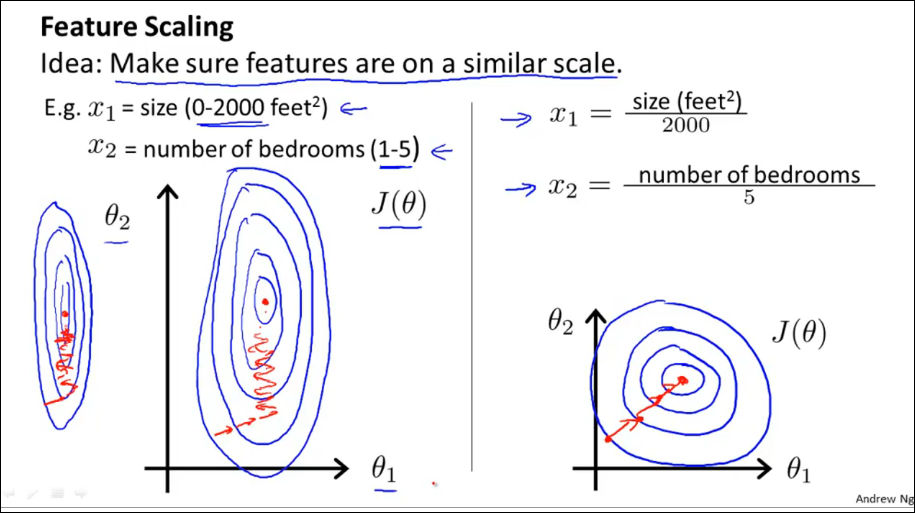 Feature Scaling
Idea: Make sure features are on a similar scale.
E.g. x₁ = size (0-2000 feet²)
x₂ = number of bedrooms (1-5)
θ₂
J(θ)
θ₁
x₁ = size (feet²) / 2000
x₂ = number of bedrooms / 5
θ₂
J(θ)
θ₁
Andrew Ng